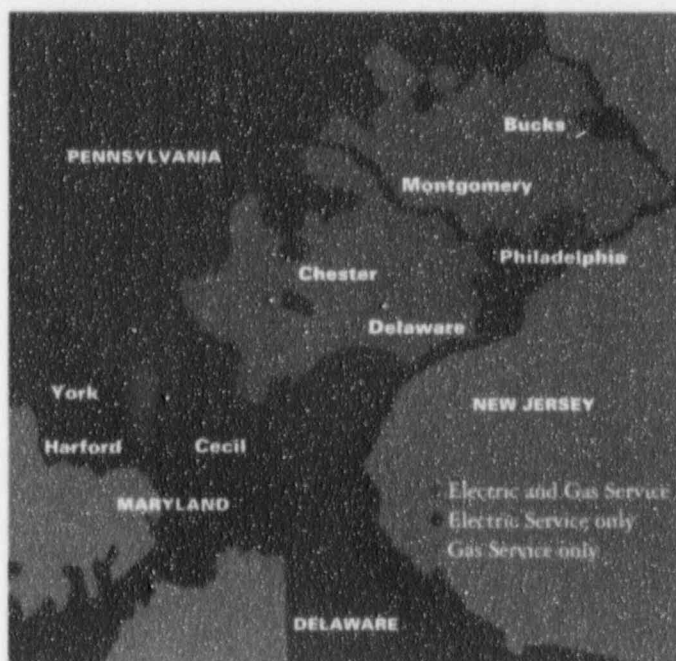 Bucks
PENNSYLVANIA
Montgomery
Philadelphia
Chester
Delaware
York
NEW JERSEY
Harford
Cecil
Electric and Gas Service
MARYLAND
Electric Service only
Gas Service only
DELAWARE